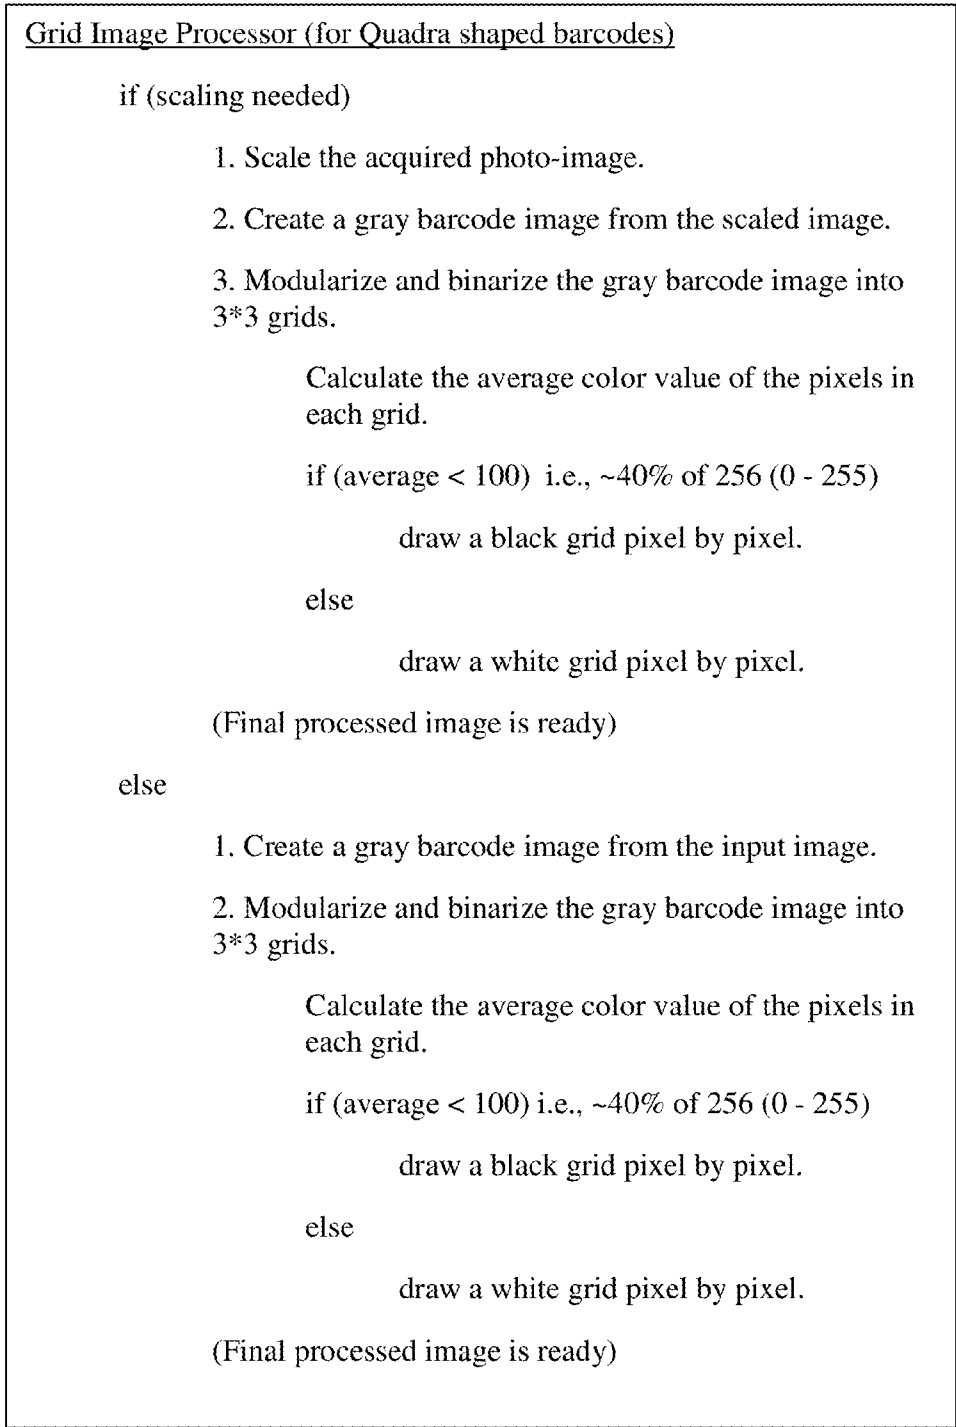 Grid Image Processor (for Quadra shaped barcodes)
if (scaling needed)
1. Scale the acquired photo-image.
2. Create a gray barcode image from the scaled image.
3. Modularize and binarize the gray barcode image into
3*3 grids.
Calculate the average color value of the pixels in
each grid.
if (average < 100)  i.e., ~40% of 256 (0 - 255)
draw a black grid pixel by pixel.
else
draw a white grid pixel by pixel.
(Final processed image is ready)
else
1. Create a gray barcode image from the input image.
2. Modularize and binarize the gray barcode image into
3*3 grids.
Calculate the average color value of the pixels in
each grid.
if (average < 100) i.e., ~40% of 256 (0 - 255)
draw a black grid pixel by pixel.
else
draw a white grid pixel by pixel.
(Final processed image is ready)